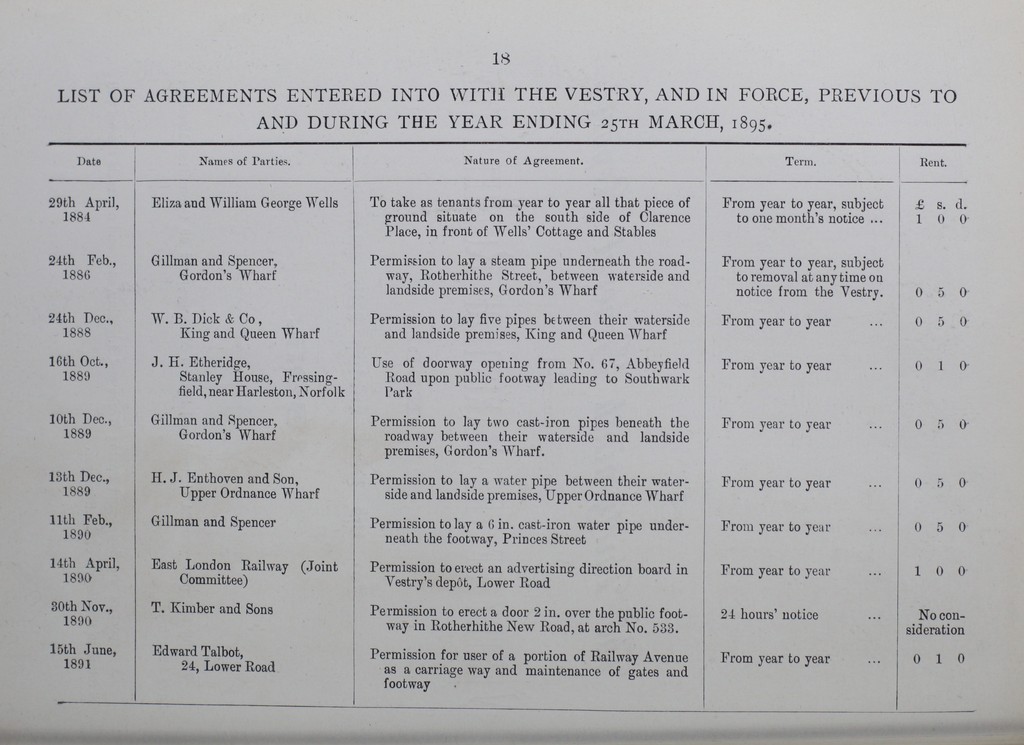 18
LIST OF AGREEMENTS ENTERED INTO WITH THE VESTRY, AND IN FORCE, PREVIOUS TO
AND DURING THE YEAR ENDING 25TH MARCH, 1895.
Date Names of Parties. Nature of Agreement. Term. Rent.
29th April, Eliza and William George Wells To take as tenants from year to year all that piece of From year to year, subject £ s. d.
1884 ground situate on the south side of Clarence to one month's notice ... 1 0 0
Place, in front of Wells' Cottage and Stables
24th Feb., Gillman and Spencer, Permission to lay a steam pipe underneath the road- From year to year, subject
1886 Gordon's Wharf way, Rotherhithe Street, between waterside and to removal at any time on
landside premises, Gordon's Wharf notice from the Vestry. 0 5 0
24th Dec., W. B. Dick & Co, Permission to lay five pipes between their waterside From year to year ... 0 5 0
1888 King and Queen Wharf and landside premises, King and Queen Wharf
16th Oct., J. H. Etheridge, Use of doorway opening from No. 67, Abbeyfield From year to year ... 0 1 0
1889 Stanley House, Fressing- Road upon public footway leading to Southwark
field, near Harleston, Norfolk Park
10th Dec., Gillman and Spencer, Permission to lay two cast-iron pipes beneath the From year to year ... 0 5 0
1889 Gordon's Wharf roadway between their waterside and landside
premises, Gordon's Wharf.
13th Dec., H. J. Enthoven and Son, Permission to lay a water pipe between their water- From year to year ... 0 5 0
1889 Upper Ordnance Wharf side and landside premises, Upper Ordnance Wharf
11th Feb., Gillman and Spencer Permission to lay a 6 in. cast-iron water pipe under- From year to year ... 0 5 0
1890 neath the footway, Princes Street
14th April, East London Railway (Joint Permission to erect an advertising direction board in From year to year ... 1 0 0
1890 Committee) Vestry's depôt, Lower Road
30th Nov., T. Kimber and Sons Permission to erect a door 2 in. over the public foot- 24 hours' notice ... No con-
1890 way in Rotherhithe New Road, at arch No. 533. sideration
15th June, Edward Talbot, Permission for user of a portion of Railway Avenue From year to year ... 0 1 0
1891 24, Lower Road as a carriage way and maintenance of gates and
footway